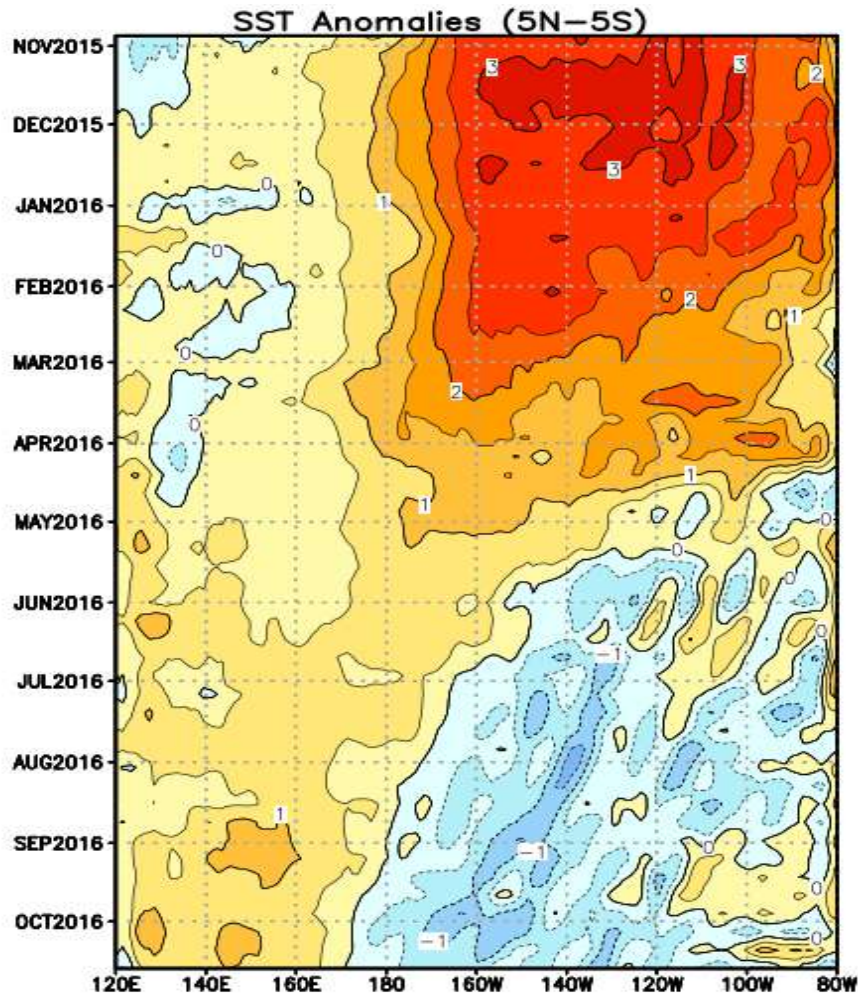 SST Anomalies (5N–5S)
NOV2015
3
3
2
DEC2015
3
0
JAN2016
1
0
FEB2016
2
1
0
MAR2016
2
0
APR2016
1
1
MAY2016
0
0
0
JUN2016
0
−1
JUL2016
AUG2016
1
SEP2016
0
−1
0
OCT2016
−1
0
120E 140E 160E 180 160W 140W 120W 100W 80W